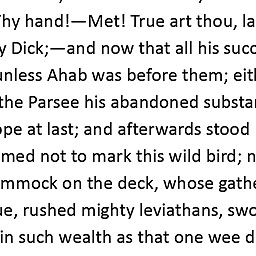 hy hand!—Met! True art thou, la
y Dick;—and now that all his succ
unless Ahab was before them; eit
the Parsee his abandoned substa
ope at last; and afterwards stood
med not to mark this wild bird; n
mmock on the deck, whose gathe
ue, rushed mighty leviathans, swo
in such wealth as that one wee d